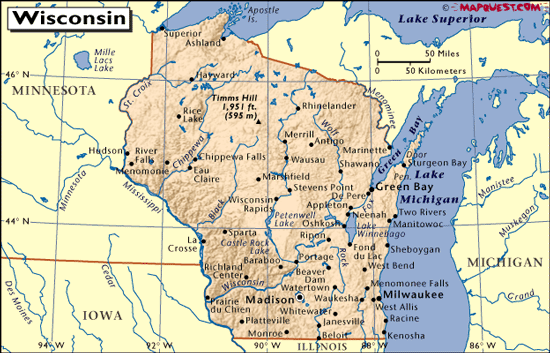 Wisconsin
Apostle
Is.
© MAPQUEST.COM
Lake Superior
Superior
Ashland
0 50 Miles
0 50 Kilometers
Mille
Lacs
Lake
46°N
46°N
Hayward
MINNESOTA
St. Croix
Timms Hill
1,951 ft.
(595 m)
Rhinelander
Menominee
Rice
Lake
Wolf
Merrill
Antigo
Marinette
Green Bay
Hudson
River
Falls
Menomonie
Chippewa
Chippewa Falls
Wausau
Shawano
Door
Pen.
Sturgeon Bay
Eau
Claire
Marshfield
Lake
Michigan
Minnesota
Mississippi
Stevens Point
Green Bay
De Pere
Manistee
Black
Wisconsin
Rapids
Petenwell
Lake
Appleton
Fox
Two Rivers
Neenah
Manitowoc
Muskegon
44°N
44°N
Oshkosh
Lake
Winnebago
La
Crosse
Sparta
Castle Rock
Lake
Ripon
Rock
Fond
du Lac
Sheboygan
Baraboo
Portage
MICHIGAN
Cedar
Richland
Center
Wisconsin
Beaver
Dam
West Bend
Des Moines
Watertown
Menomonee Falls
Grand
Prairie
du Chien
Madison
Waukesha
Milwaukee
West Allis
IOWA
Whitewater
Racine
Platteville
Janesville
Monroe
Beloit
Kenosha
94°W
92°W
90°W
ILLINOIS
88°W
86°W